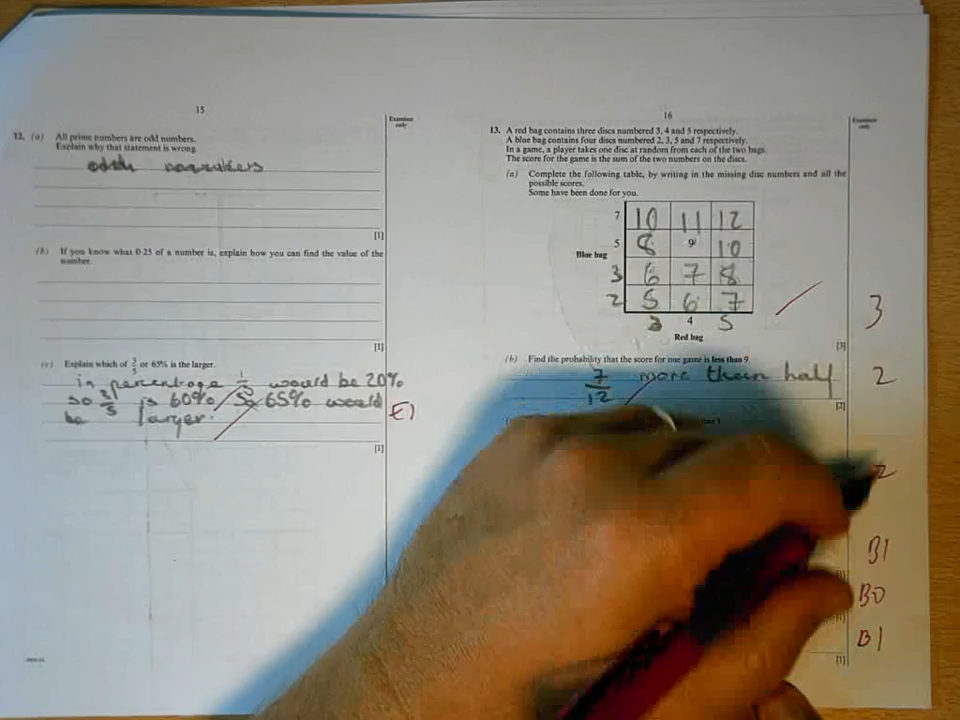 15
Examiner only
12. (a) All prime numbers are odd numbers.
Explain why that statement is wrong.
numbers
[1]
(b) If you know what 0·25 of a number is, explain how you can find the value of the
number.
[1]
(c) Explain which of 3/5 or 65% is the larger.
in percentage 1/5 would be 20%
so 3/5 is 60% So 65% would
be larger.
E1
[1]
16
Examiner only
13. A red bag contains three discs numbered 3, 4 and 5 respectively.
A blue bag contains four discs numbered 2, 3, 5 and 7 respectively.
In a game, a player takes one disc at random from each of the two bags.
The score for the game is the sum of the two numbers on the discs.
(a) Complete the following table, by writing in the missing disc numbers and all the
possible scores.
Some have been done for you.
7 10 11 12
5 8 9 10
Blue bag
3 6 7 8
2 5 6 7
3 4 5
Red bag
3
[3]
(b) Find the probability that the score for one game is less than 9.
7/12 more then half
2
[2]
2
B1
B0
[1]
B1
[1]